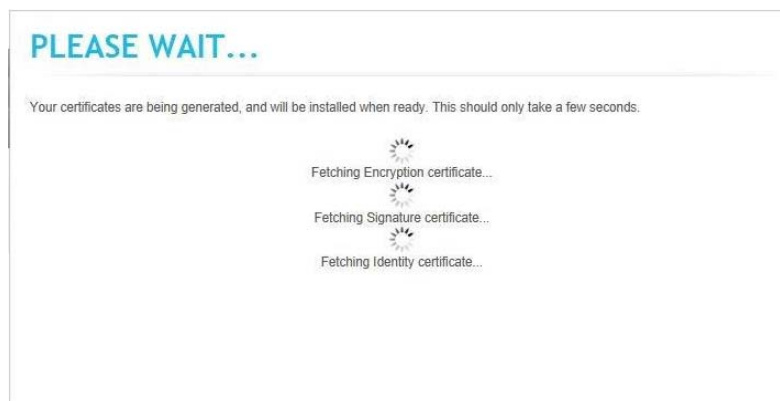 PLEASE WAIT...
Your certificates are being generated, and will be installed when ready. This should only take a few seconds.
Fetching Encryption certificate...
Fetching Signature certificate...
Fetching Identity certificate...